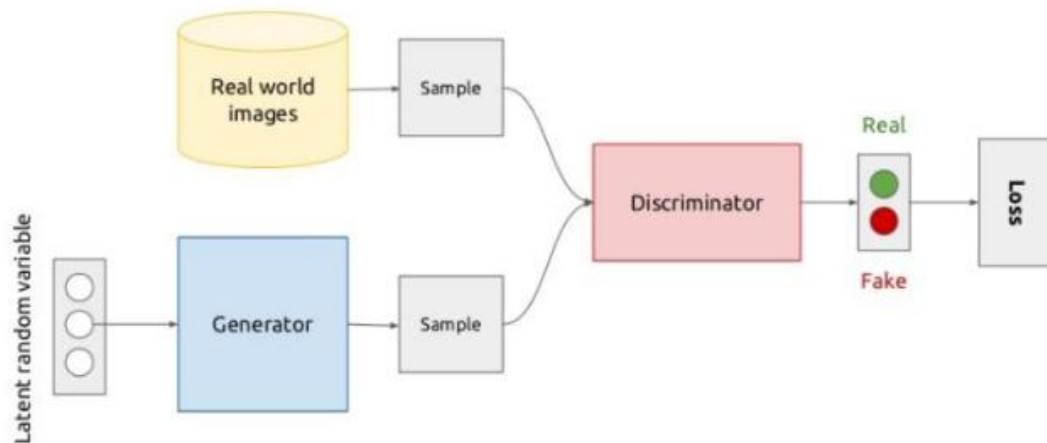 Real world
images
Sample
Real
Discriminator
Loss
Fake
Latent random variable
Generator
Sample